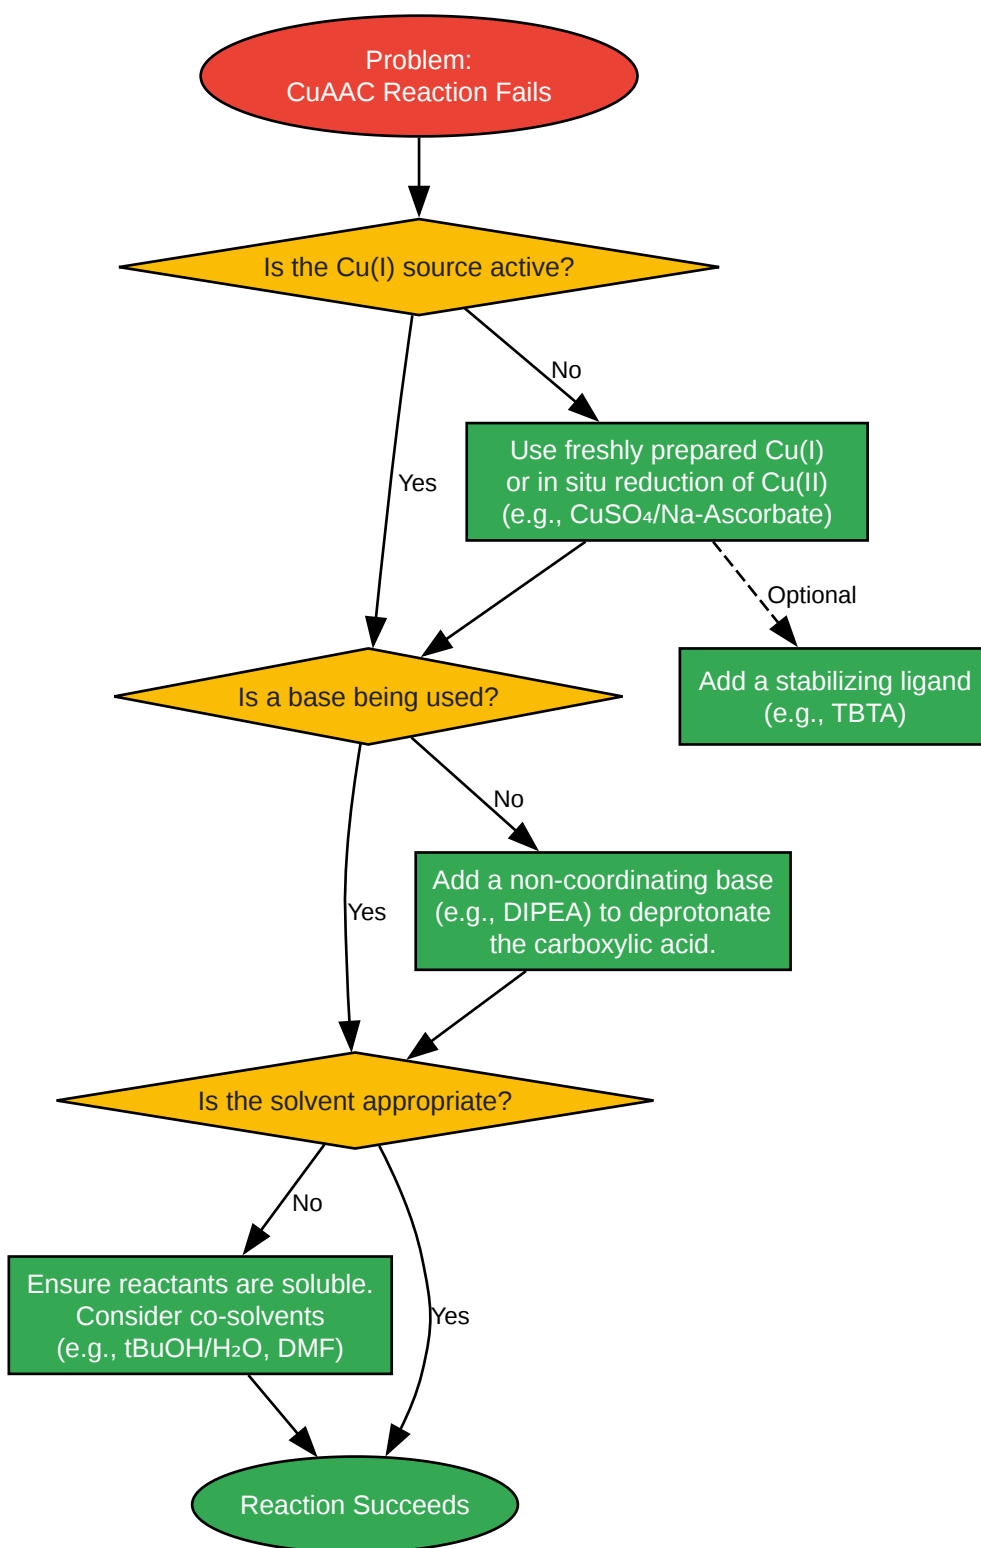 Problem:
CuAAC Reaction Fails
Is the Cu(I) source active?
No
Use freshly prepared Cu(I)
or in situ reduction of Cu(II)
(e.g., CuSO₄/Na-Ascorbate)
Yes
Optional
Add a stabilizing ligand
(e.g., TBTA)
Is a base being used?
No
Add a non-coordinating base
(e.g., DIPEA) to deprotonate
the carboxylic acid.
Yes
Is the solvent appropriate?
No
Ensure reactants are soluble.
Consider co-solvents
(e.g., tBuOH/H₂O, DMF)
Yes
Reaction Succeeds